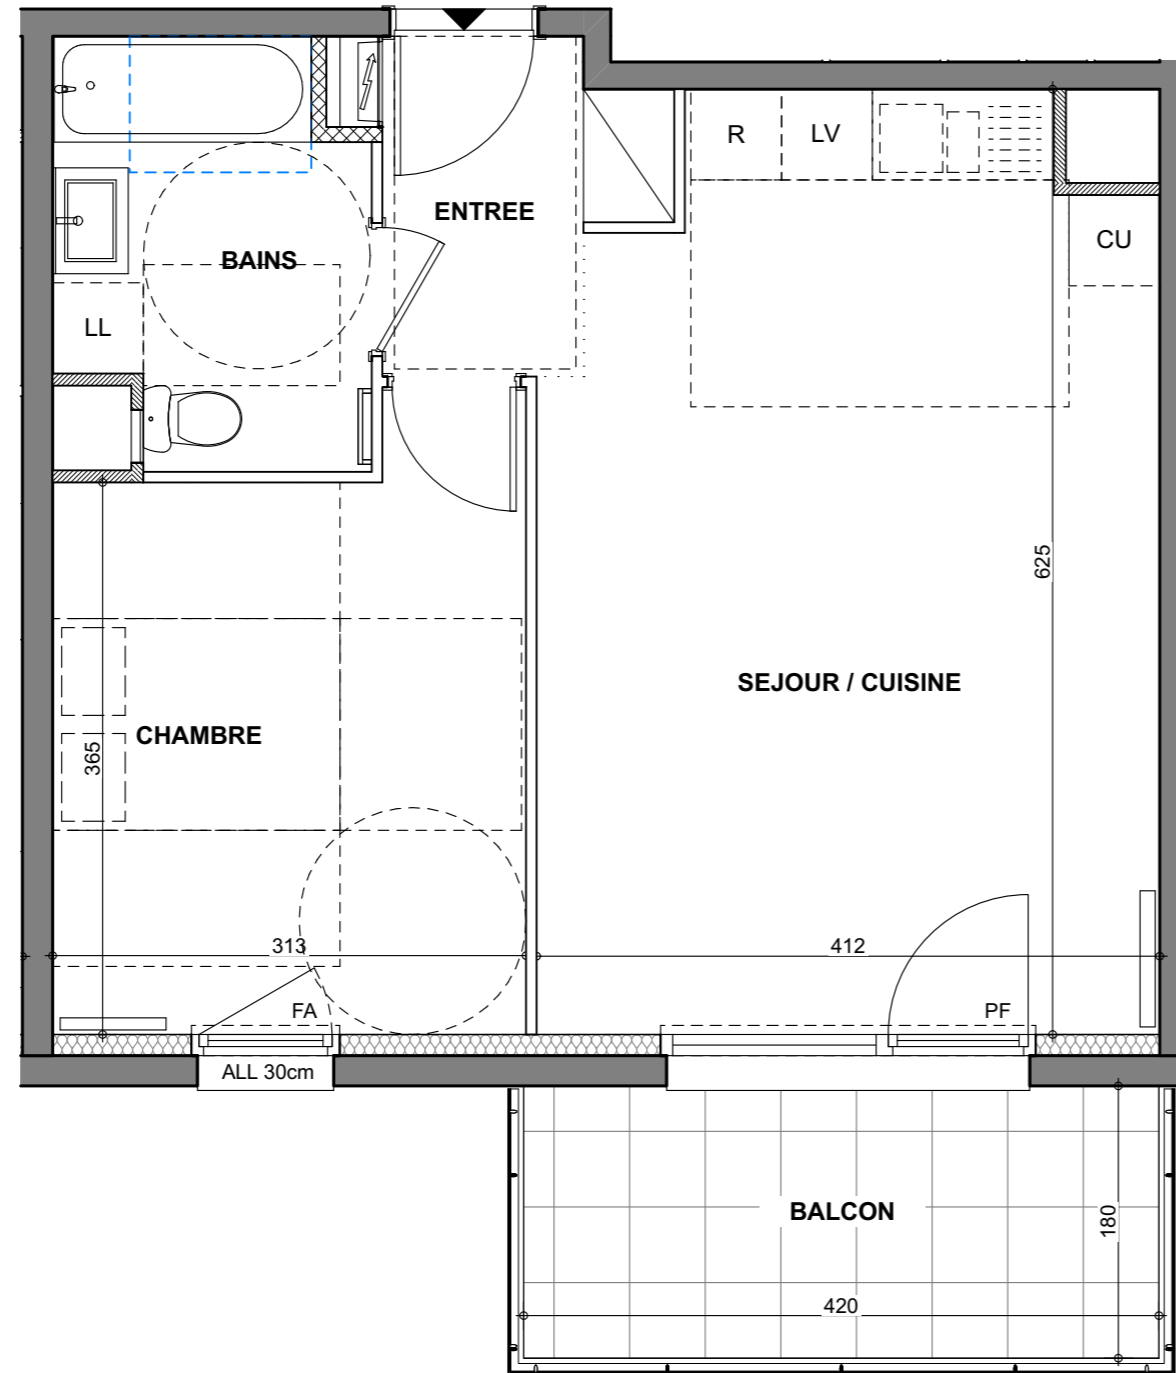 R
LV
ENTREE
CU
BAINS
LL
625
SEJOUR / CUISINE
CHAMBRE
365
313
412
FA
PF
ALL 30cm
BALCON
180
420